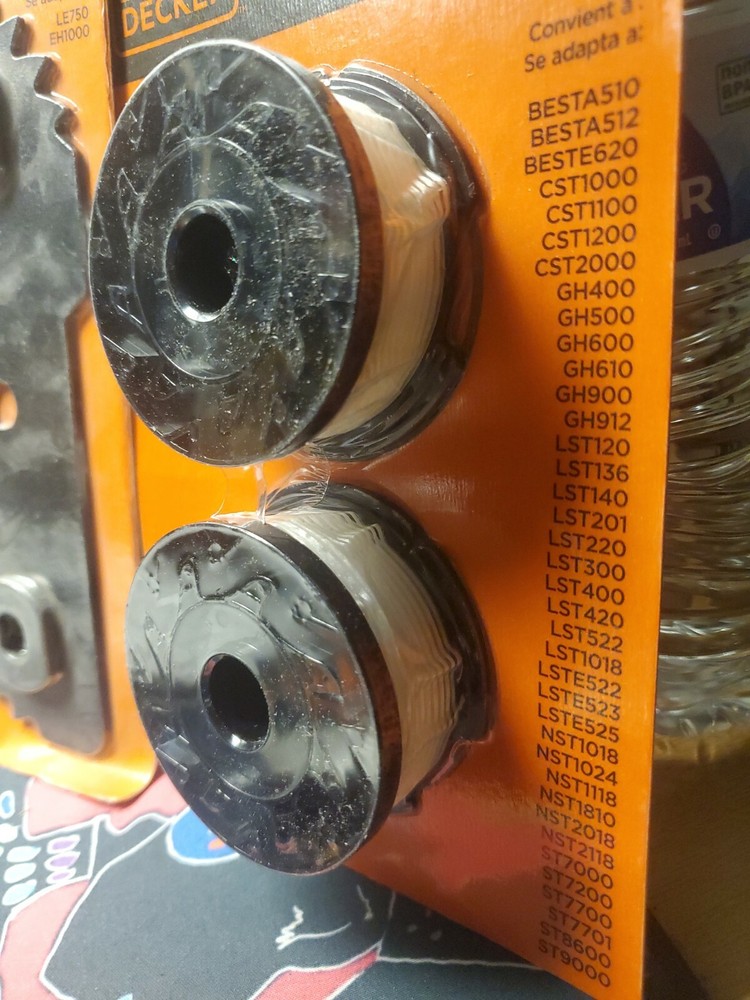 LE750
EH1000
DECKER
Convient à :
Se adapta a:
BESTA510
BESTA512
BESTE620
CST1000
CST1100
CST1200
CST2000
GH400
GH500
GH600
GH610
GH900
GH912
LST120
LST136
LST140
LST201
LST220
LST300
LST400
LST420
LST522
LST1018
LSTE522
LSTE523
LSTE525
NST1018
NST1024
NST1118
NST1810
NST2018
NST2118
ST7000
ST7200
ST7700
ST7701
ST8600
ST9000